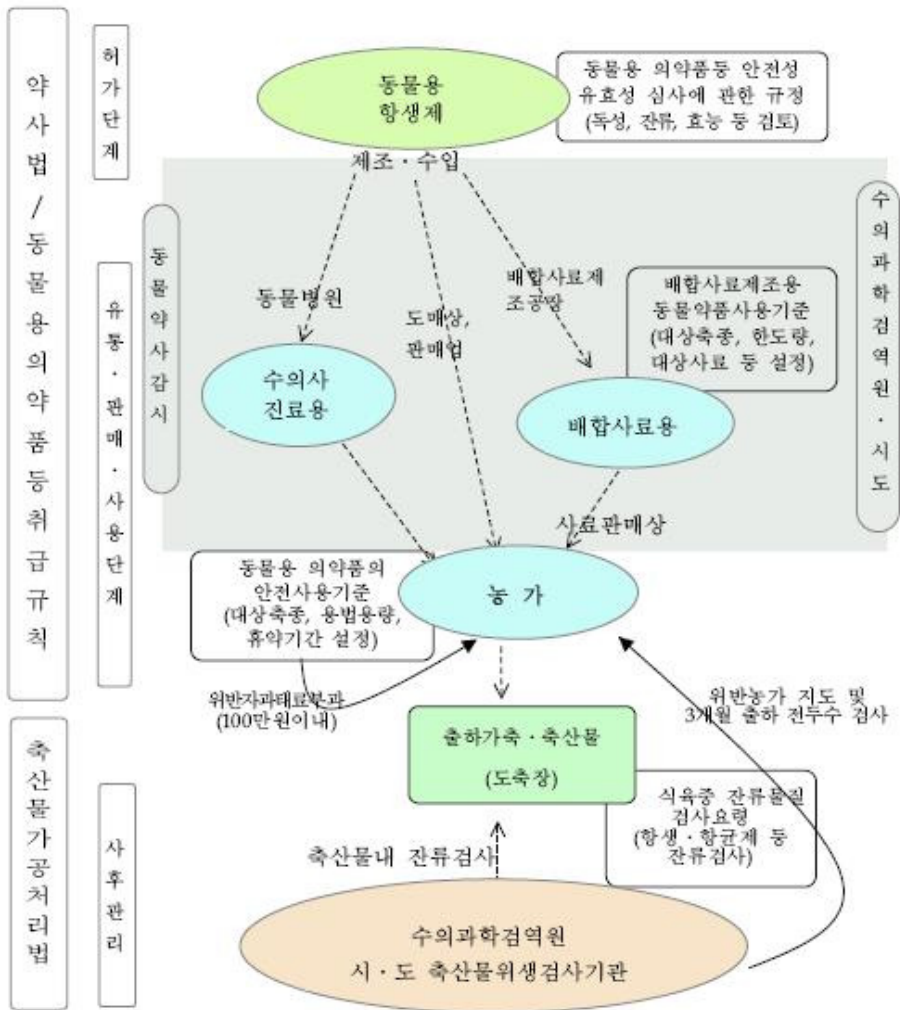 약사법/동물용의약품등취급규칙
허가단계
동물용
항생제
동물용 의약품등 안전성
유효성 심사에 관한 규정
(독성, 잔류, 효능 등 검토)
제조·수입
유통·판매·사용단계
동물약사감시
수의과학검역원·시도
동물병원
도매상,
판매업
배합사료제
조공장
배합사료제조용
동물약품사용기준
(대상축종, 한도량,
대상사료 등 설정)
수의사
진료용
배합사료용
사료판매상
동물용 의약품의
안전사용기준
(대상축종, 용법용량,
휴약기간 설정)
농 가
위반자과태료부과
(100만원이내)
위반농가 지도 및
3개월 출하 전두수 검사
축산물가공처리법
사후관리
출하가축·축산물
(도축장)
식육중 잔류물질
검사요령
(항생·항균제 등
잔류검사)
축산물내 잔류검사
수의과학검역원
시·도 축산물위생검사기관